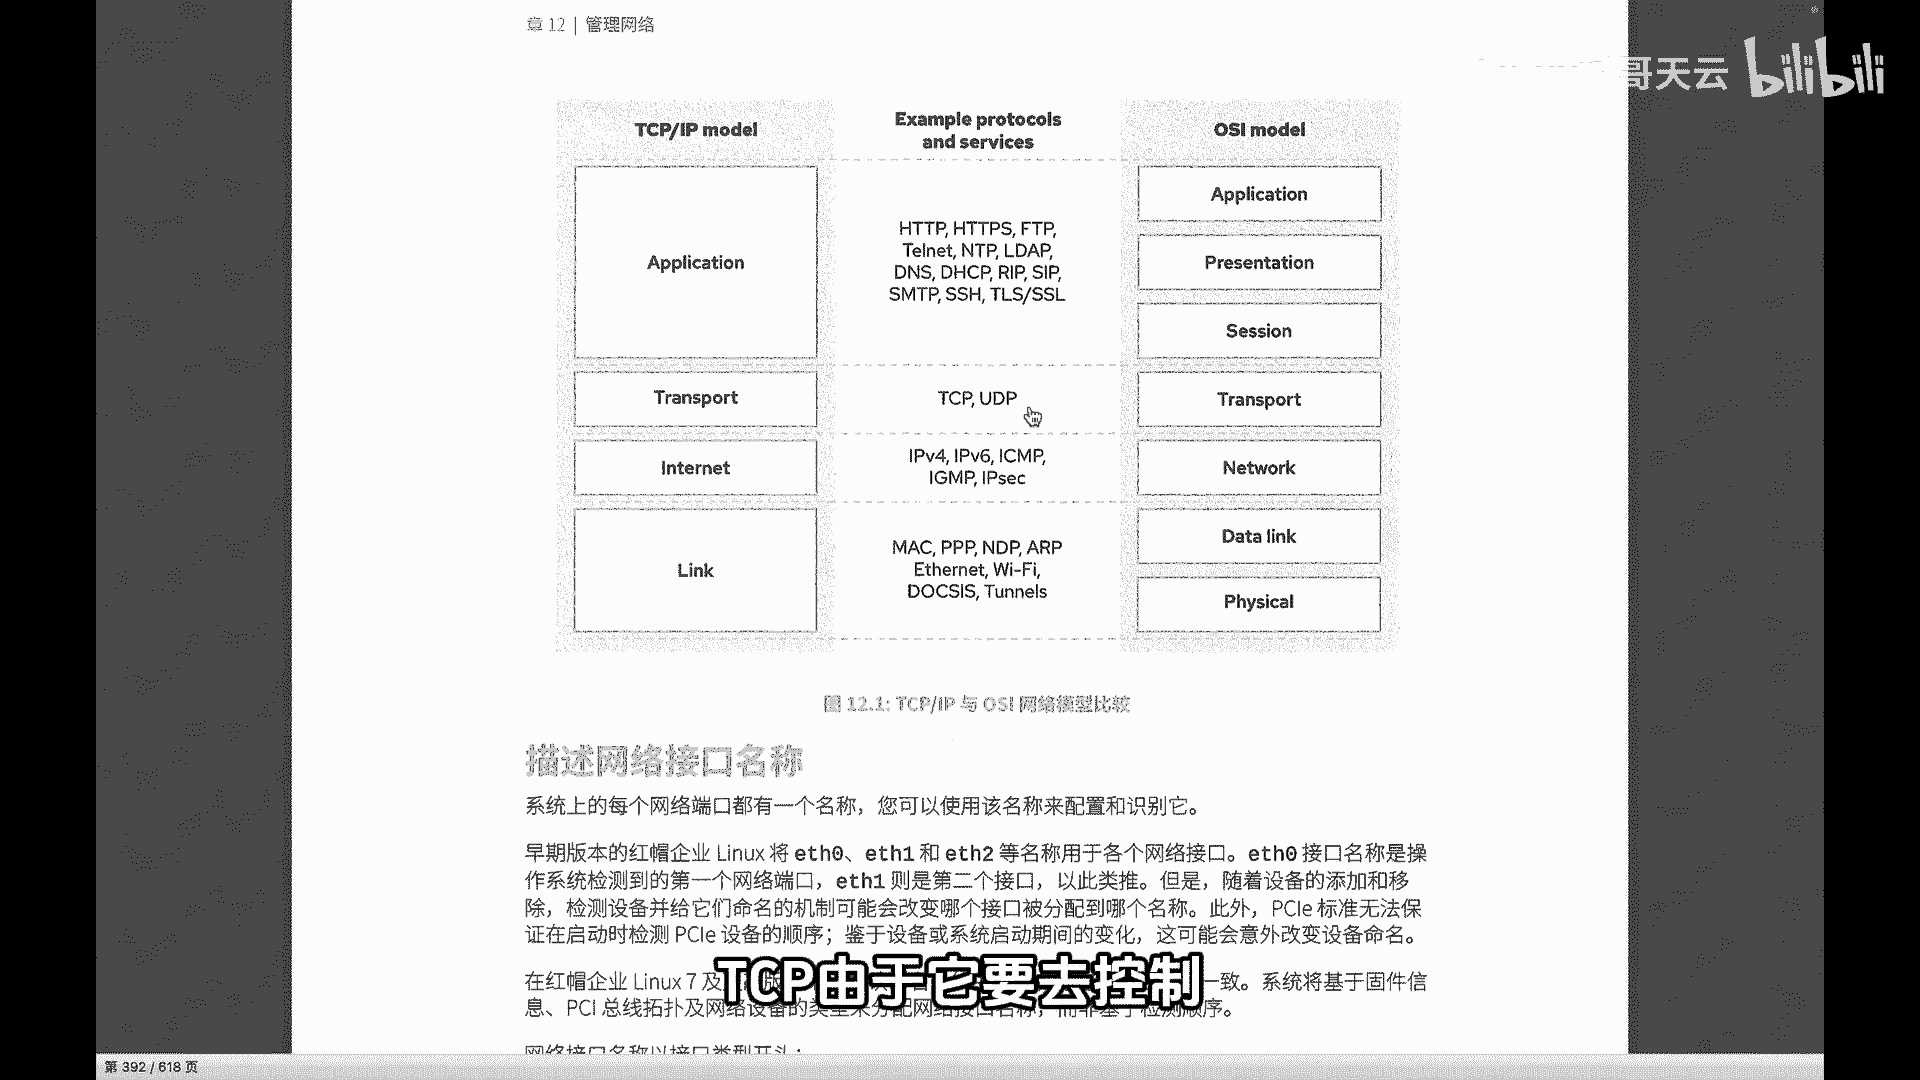 章 12 | 管理网络
哥天云 bilibili
TCP/IP model
Example protocols
and services
OSI model
Application
HTTP, HTTPS, FTP,
Telnet, NTP, LDAP,
DNS, DHCP, RIP, SIP,
SMTP, SSH, TLS/SSL
Application
Presentation
Session
Transport
TCP, UDP
Transport
Internet
IPv4, IPv6, ICMP,
IGMP, IPsec
Network
Link
MAC, PPP, NDP, ARP
Ethernet, Wi-Fi,
DOCSIS, Tunnels
Data link
Physical
图 12.1: TCP/IP 与 OSI 网络模型比较
描述网络接口名称
系统上的每个网络端口都有一个名称，您可以使用该名称来配置和识别它。
早期版本的红帽企业 Linux 将 eth0、eth1 和 eth2 等名称用于各个网络接口。eth0 接口名称是操
作系统检测到的第一个网络端口，eth1 则是第二个接口，以此类推。但是，随着设备的添加和移
除，检测设备并给它们命名的机制可能会改变哪个接口被分配到哪个名称。此外，PCIe 标准无法保
证在启动时检测 PCIe 设备的顺序；鉴于设备或系统启动期间的变化，这可能会意外改变设备命名。
在红帽企业 Linux 7 及 一致。系统将基于固件信
息、PCI 总线拓扑及网络设备的类型来分配网络接口名称，而非基于检测顺序。
网络接口名称以接口类型开头：
TCP由于它要去控制
第 392 / 618 页